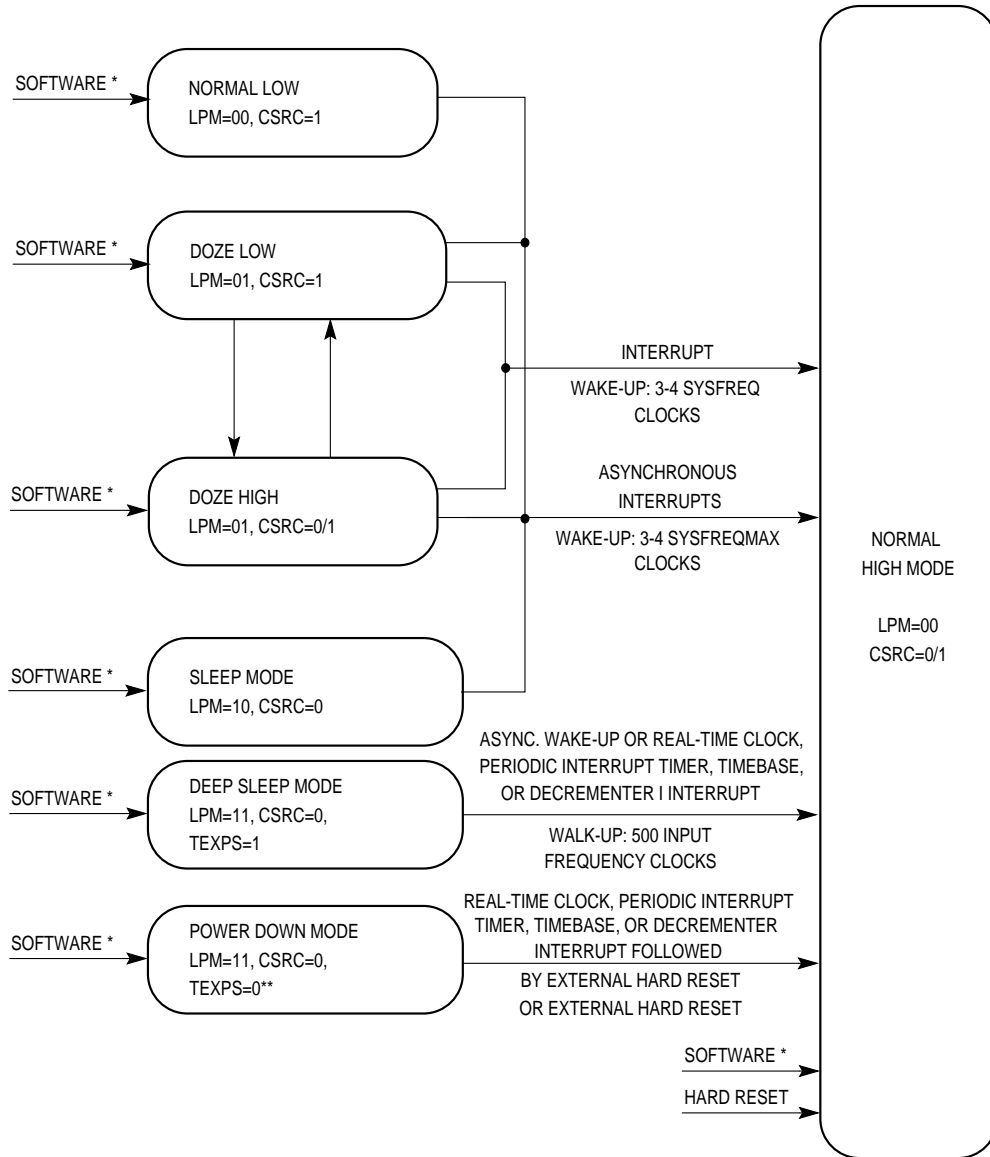 SOFTWARE *
NORMAL LOW
LPM=00, CSRC=1
SOFTWARE *
DOZE LOW
LPM=01, CSRC=1
INTERRUPT
WAKE-UP: 3-4 SYSFREQ
CLOCKS
SOFTWARE *
DOZE HIGH
LPM=01, CSRC=0/1
ASYNCHRONOUS
INTERRUPTS
WAKE-UP: 3-4 SYSFREQMAX
CLOCKS
NORMAL
HIGH MODE
LPM=00
CSRC=0/1
SOFTWARE *
SLEEP MODE
LPM=10, CSRC=0
SOFTWARE *
DEEP SLEEP MODE
LPM=11, CSRC=0,
TEXPS=1
ASYNC. WAKE-UP OR REAL-TIME CLOCK,
PERIODIC INTERRUPT TIMER, TIMEBASE,
OR DECREMENTER I INTERRUPT
WALK-UP: 500 INPUT
FREQUENCY CLOCKS
SOFTWARE *
POWER DOWN MODE
LPM=11, CSRC=0,
TEXPS=0**
REAL-TIME CLOCK, PERIODIC INTERRUPT
TIMER, TIMEBASE, OR DECREMENTER
INTERRUPT FOLLOWED
BY EXTERNAL HARD RESET
OR EXTERNAL HARD RESET
SOFTWARE *
HARD RESET